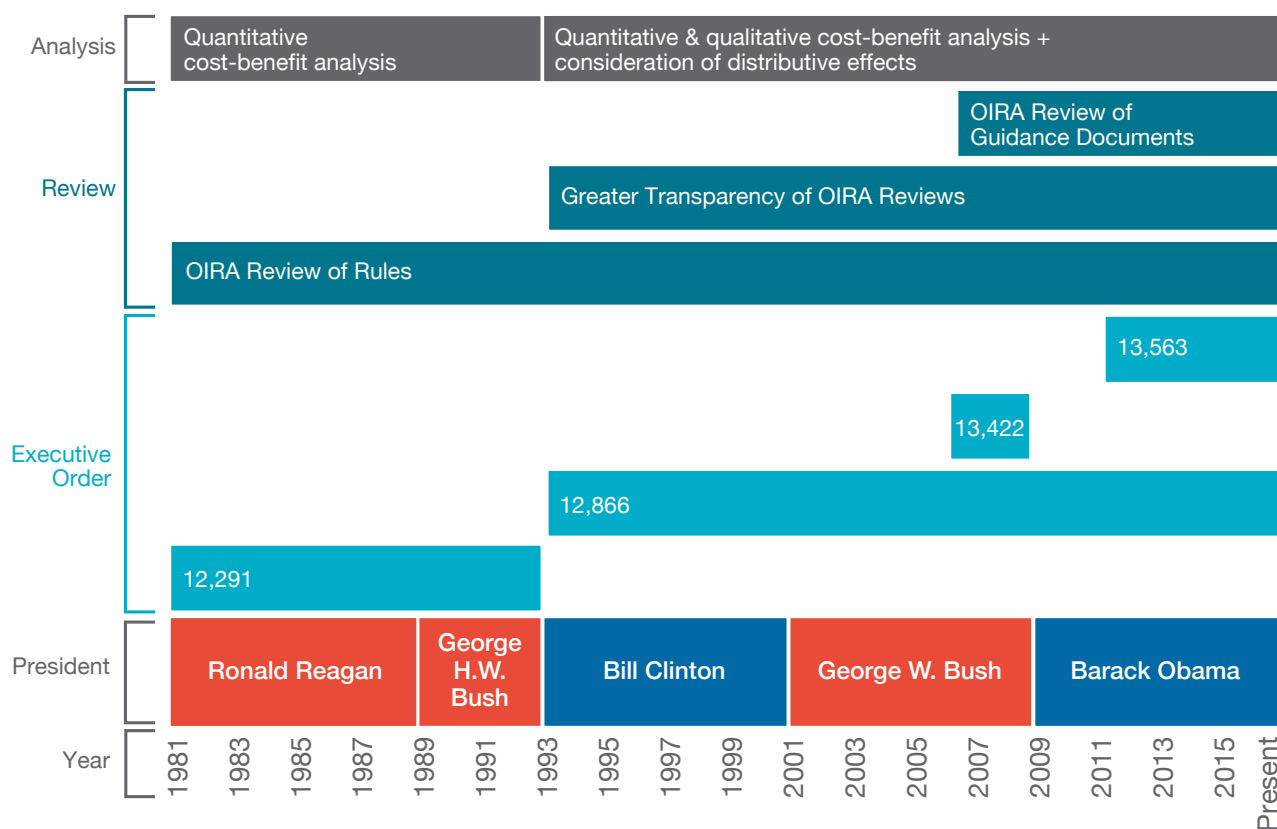 Analysis
Quantitative
cost-benefit analysis
Quantitative & qualitative cost-benefit analysis +
consideration of distributive effects
Review
OIRA Review of
Guidance Documents
Greater Transparency of OIRA Reviews
OIRA Review of Rules
Executive
Order
13,563
13,422
12,866
12,291
President
Ronald Reagan
George
H.W.
Bush
Bill Clinton
George W. Bush
Barack Obama
Year
1981
1983
1985
1987
1989
1991
1993
1995
1997
1999
2001
2003
2005
2007
2009
2011
2013
2015
Present